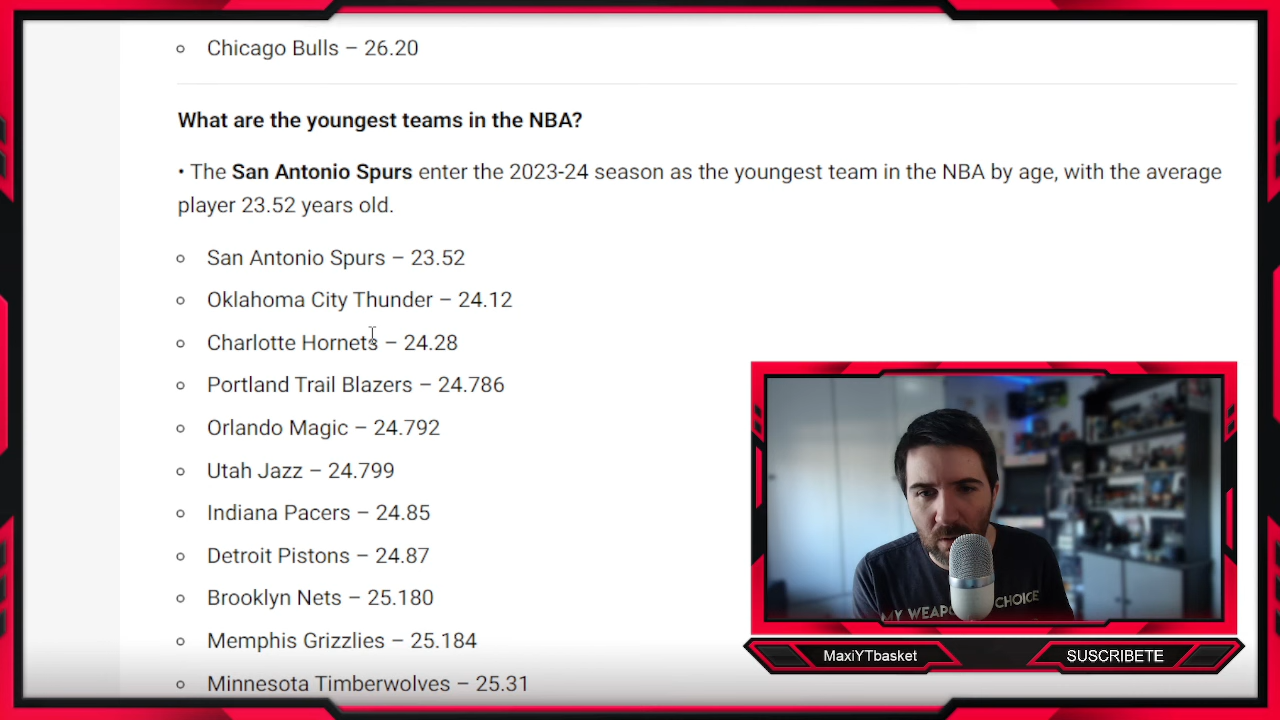 Chicago Bulls – 26.20
What are the youngest teams in the NBA?
• The San Antonio Spurs enter the 2023-24 season as the youngest team in the NBA by age, with the average
player 23.52 years old.
San Antonio Spurs – 23.52
Oklahoma City Thunder – 24.12
Charlotte Hornets – 24.28
Portland Trail Blazers – 24.786
Orlando Magic – 24.792
Utah Jazz – 24.799
Indiana Pacers – 24.85
Detroit Pistons – 24.87
Brooklyn Nets – 25.180
Memphis Grizzlies – 25.184
Minnesota Timberwolves – 25.31
MY WEAP CHOICE
MaxiYTbasket
SUSCRIBETE